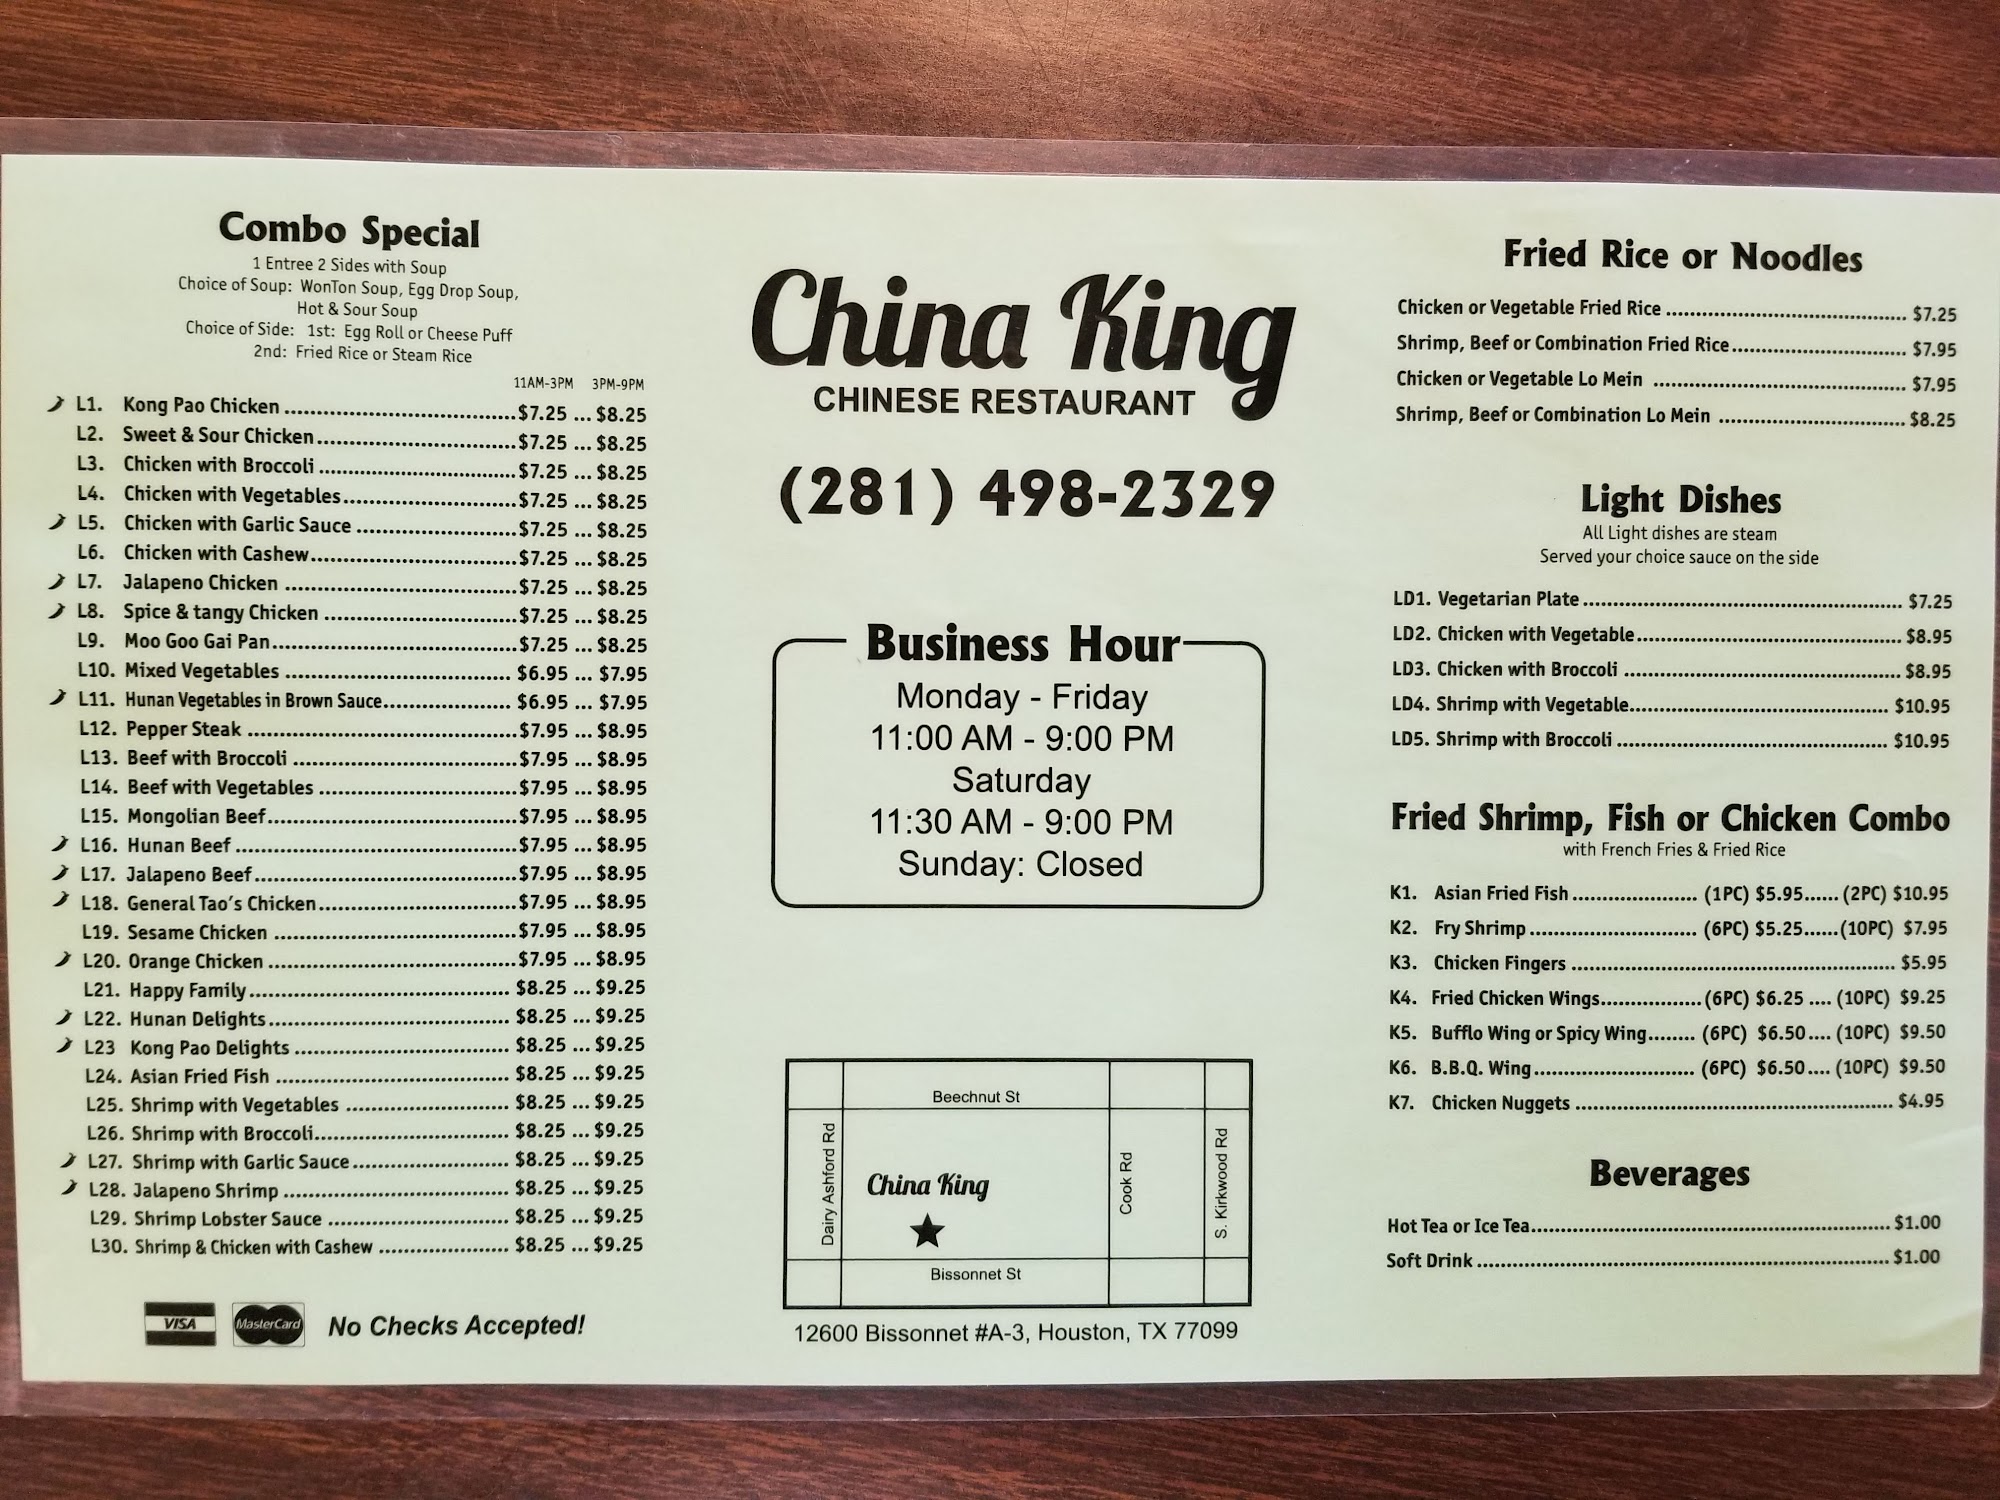 Combo Special
1 Entree 2 Sides with Soup
Choice of Soup: WonTon Soup, Egg Drop Soup,
Hot & Sour Soup
Choice of Side: 1st: Egg Roll or Cheese Puff
2nd: Fried Rice or Steam Rice
11AM-3PM 3PM-9PM
L1. Kong Pao Chicken ........ $7.25 ... $8.25
L2. Sweet & Sour Chicken ........ $7.25 ... $8.25
L3. Chicken with Broccoli ........ $7.25 ... $8.25
L4. Chicken with Vegetables ........ $7.25 ... $8.25
L5. Chicken with Garlic Sauce ........ $7.25 ... $8.25
L6. Chicken with Cashew ........ $7.25 ... $8.25
L7. Jalapeno Chicken ........ $7.25 ... $8.25
L8. Spice & tangy Chicken ........ $7.25 ... $8.25
L9. Moo Goo Gai Pan ........ $7.25 ... $8.25
L10. Mixed Vegetables ........ $6.95 ... $7.95
L11. Hunan Vegetables in Brown Sauce ........ $6.95 ... $7.95
L12. Pepper Steak ........ $7.95 ... $8.95
L13. Beef with Broccoli ........ $7.95 ... $8.95
L14. Beef with Vegetables ........ $7.95 ... $8.95
L15. Mongolian Beef ........ $7.95 ... $8.95
L16. Hunan Beef ........ $7.95 ... $8.95
L17. Jalapeno Beef ........ $7.95 ... $8.95
L18. General Tao's Chicken ........ $7.95 ... $8.95
L19. Sesame Chicken ........ $7.95 ... $8.95
L20. Orange Chicken ........ $7.95 ... $8.95
L21. Happy Family ........ $8.25 ... $9.25
L22. Hunan Delights ........ $8.25 ... $9.25
L23 Kong Pao Delights ........ $8.25 ... $9.25
L24. Asian Fried Fish ........ $8.25 ... $9.25
L25. Shrimp with Vegetables ........ $8.25 ... $9.25
L26. Shrimp with Broccoli ........ $8.25 ... $9.25
L27. Shrimp with Garlic Sauce ........ $8.25 ... $9.25
L28. Jalapeno Shrimp ........ $8.25 ... $9.25
L29. Shrimp Lobster Sauce ........ $8.25 ... $9.25
L30. Shrimp & Chicken with Cashew ........ $8.25 ... $9.25
VISA MasterCard No Checks Accepted!
China King
CHINESE RESTAURANT
(281) 498-2329
Business Hour
Monday - Friday
11:00 AM - 9:00 PM
Saturday
11:30 AM - 9:00 PM
Sunday: Closed
Beechnut St
Dairy Ashford Rd
China King
Cook Rd
S. Kirkwood Rd
Bissonnet St
12600 Bissonnet #A-3, Houston, TX 77099
Fried Rice or Noodles
Chicken or Vegetable Fried Rice ........ $7.25
Shrimp, Beef or Combination Fried Rice ........ $7.95
Chicken or Vegetable Lo Mein ........ $7.95
Shrimp, Beef or Combination Lo Mein ........ $8.25
Light Dishes
All Light dishes are steam
Served your choice sauce on the side
LD1. Vegetarian Plate ........ $7.25
LD2. Chicken with Vegetable ........ $8.95
LD3. Chicken with Broccoli ........ $8.95
LD4. Shrimp with Vegetable ........ $10.95
LD5. Shrimp with Broccoli ........ $10.95
Fried Shrimp, Fish or Chicken Combo
with French Fries & Fried Rice
K1. Asian Fried Fish ........ (1PC) $5.95 ...... (2PC) $10.95
K2. Fry Shrimp ........ (6PC) $5.25 ...... (10PC) $7.95
K3. Chicken Fingers ........ $5.95
K4. Fried Chicken Wings ........ (6PC) $6.25 .... (10PC) $9.25
K5. Bufflo Wing or Spicy Wing ........ (6PC) $6.50 .... (10PC) $9.50
K6. B.B.Q. Wing ........ (6PC) $6.50 .... (10PC) $9.50
K7. Chicken Nuggets ........ $4.95
Beverages
Hot Tea or Ice Tea ........ $1.00
Soft Drink ........ $1.00